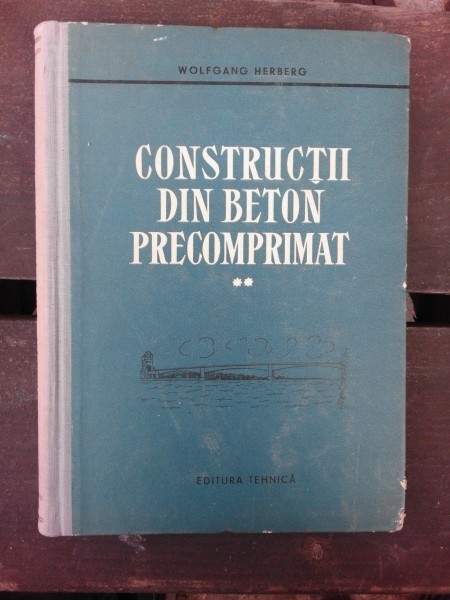 WOLFGANG HERBERG
CONSTRUCȚII
DIN BETON
PRECOMPRIMAT
**
EDITURA TEHNICĂ